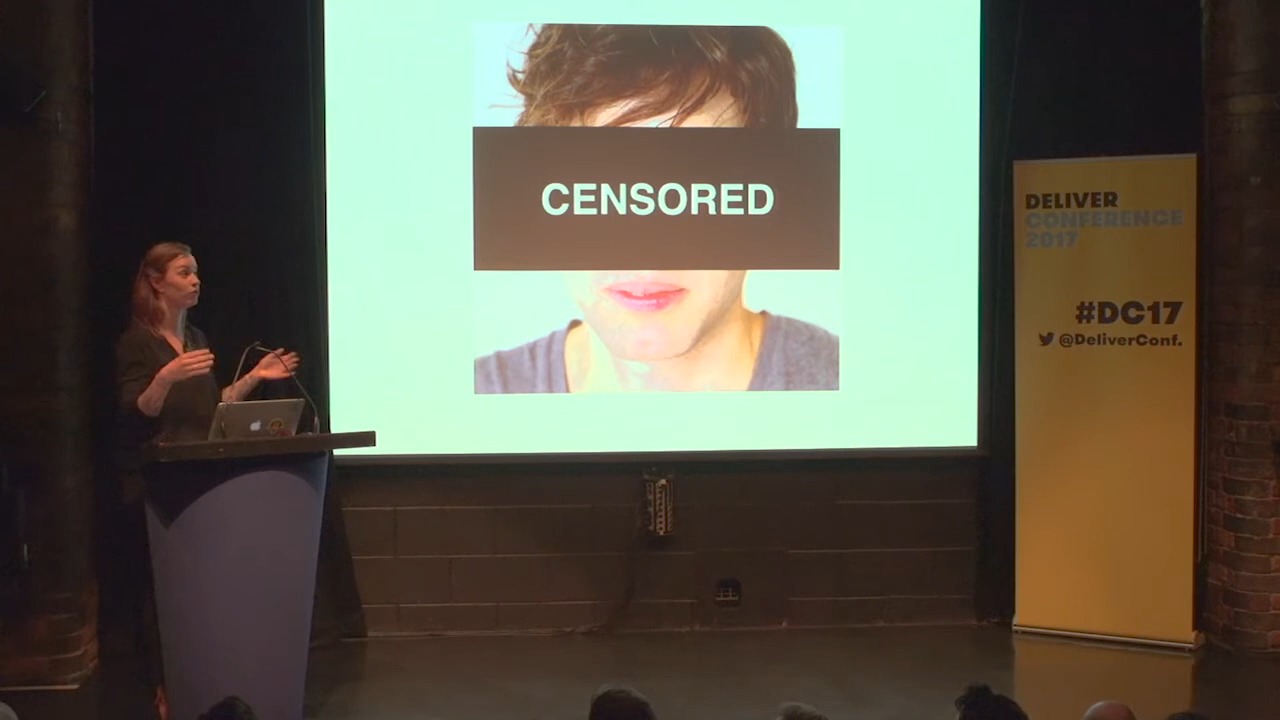 CENSORED
DELIVER
CONFERENCE
2017
#DC17
@DeliverConf.